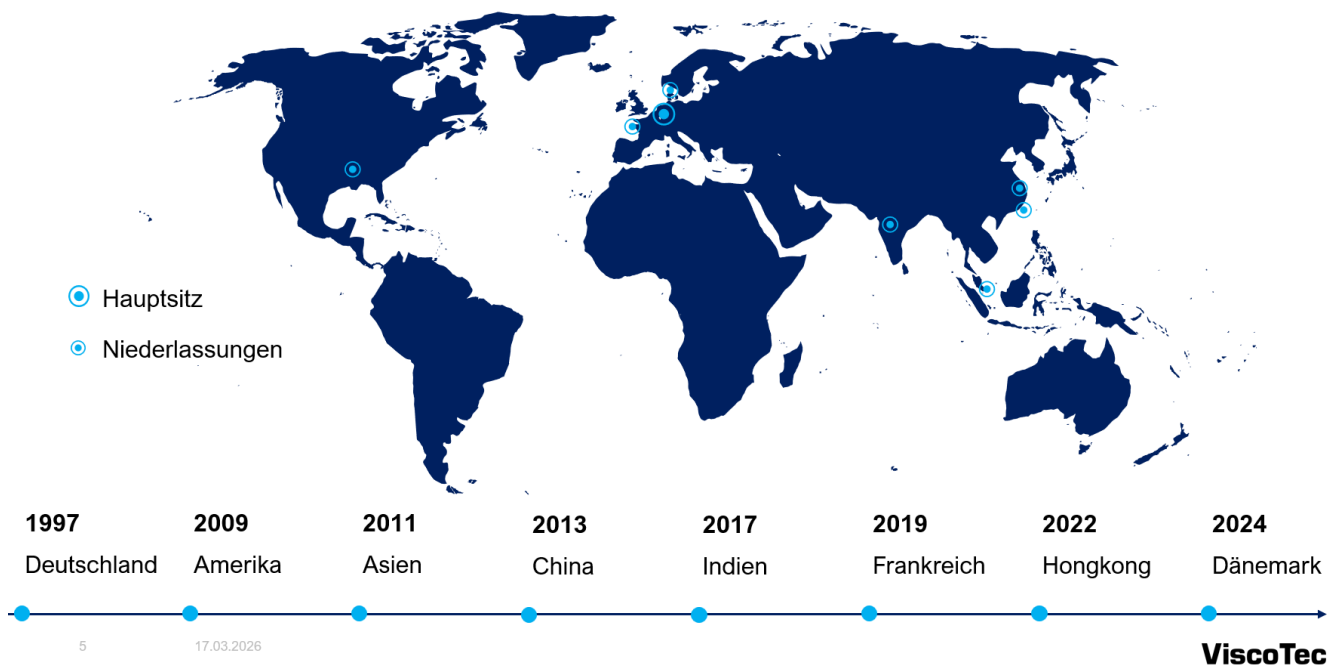 Hauptsitz
Niederlassungen
1997 2009 2011 2013 2017 2019 2022 2024
Deutschland Amerika Asien China Indien Frankreich Hongkong Dänemark
5 17.03.2026
ViscoTec